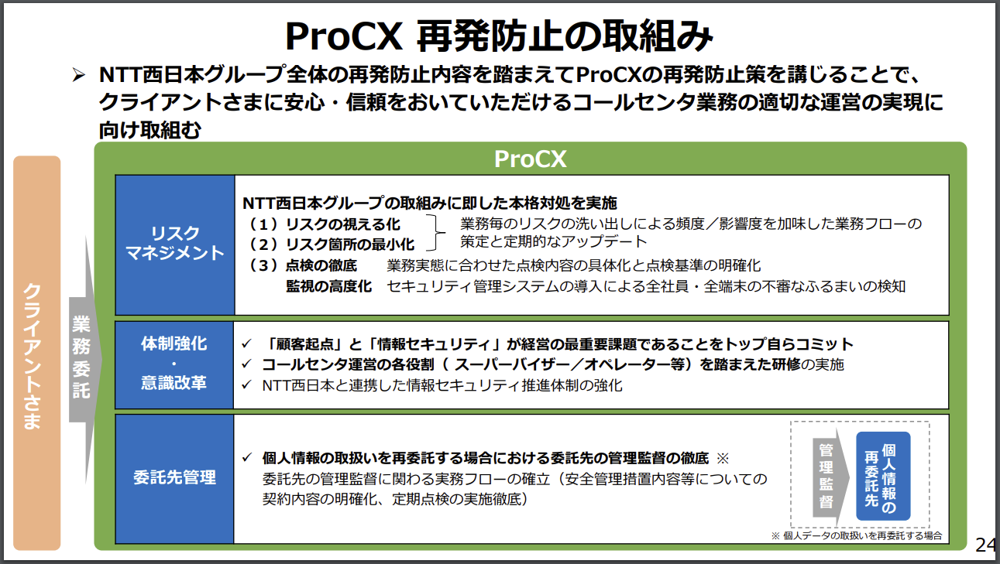 ProCX 再発防止の取組み
➢ NTT西日本グループ全体の再発防止内容を踏まえてProCXの再発防止策を講じることで、
クライアントさまに安心・信頼をおいていただけるコールセンタ業務の適切な運営の実現に
向け取組む
クライアントさま
業務委託
ProCX
リスク
マネジメント
NTT西日本グループの取組みに即した本格対処を実施
（１）リスクの視える化
（２）リスク箇所の最小化
業務毎のリスクの洗い出しによる頻度／影響度を加味した業務フローの
策定と定期的なアップデート
（３）点検の徹底 業務実態に合わせた点検内容の具体化と点検基準の明確化
監視の高度化 セキュリティ管理システムの導入による全社員・全端末の不審なふるまいの検知
体制強化
・
意識改革
✓ 「顧客起点」と「情報セキュリティ」が経営の最重要課題であることをトップ自らコミット
✓ コールセンタ運営の各役割（ スーパーバイザー／オペレーター等）を踏まえた研修の実施
✓ NTT西日本と連携した情報セキュリティ推進体制の強化
委託先管理
✓ 個人情報の取扱いを再委託する場合における委託先の管理監督の徹底 ※
委託先の管理監督に関わる実務フローの確立（安全管理措置内容等についての
契約内容の明確化、定期点検の実施徹底）
管理監督
個人情報の
再委託先
※ 個人データの取扱いを再委託する場合
24